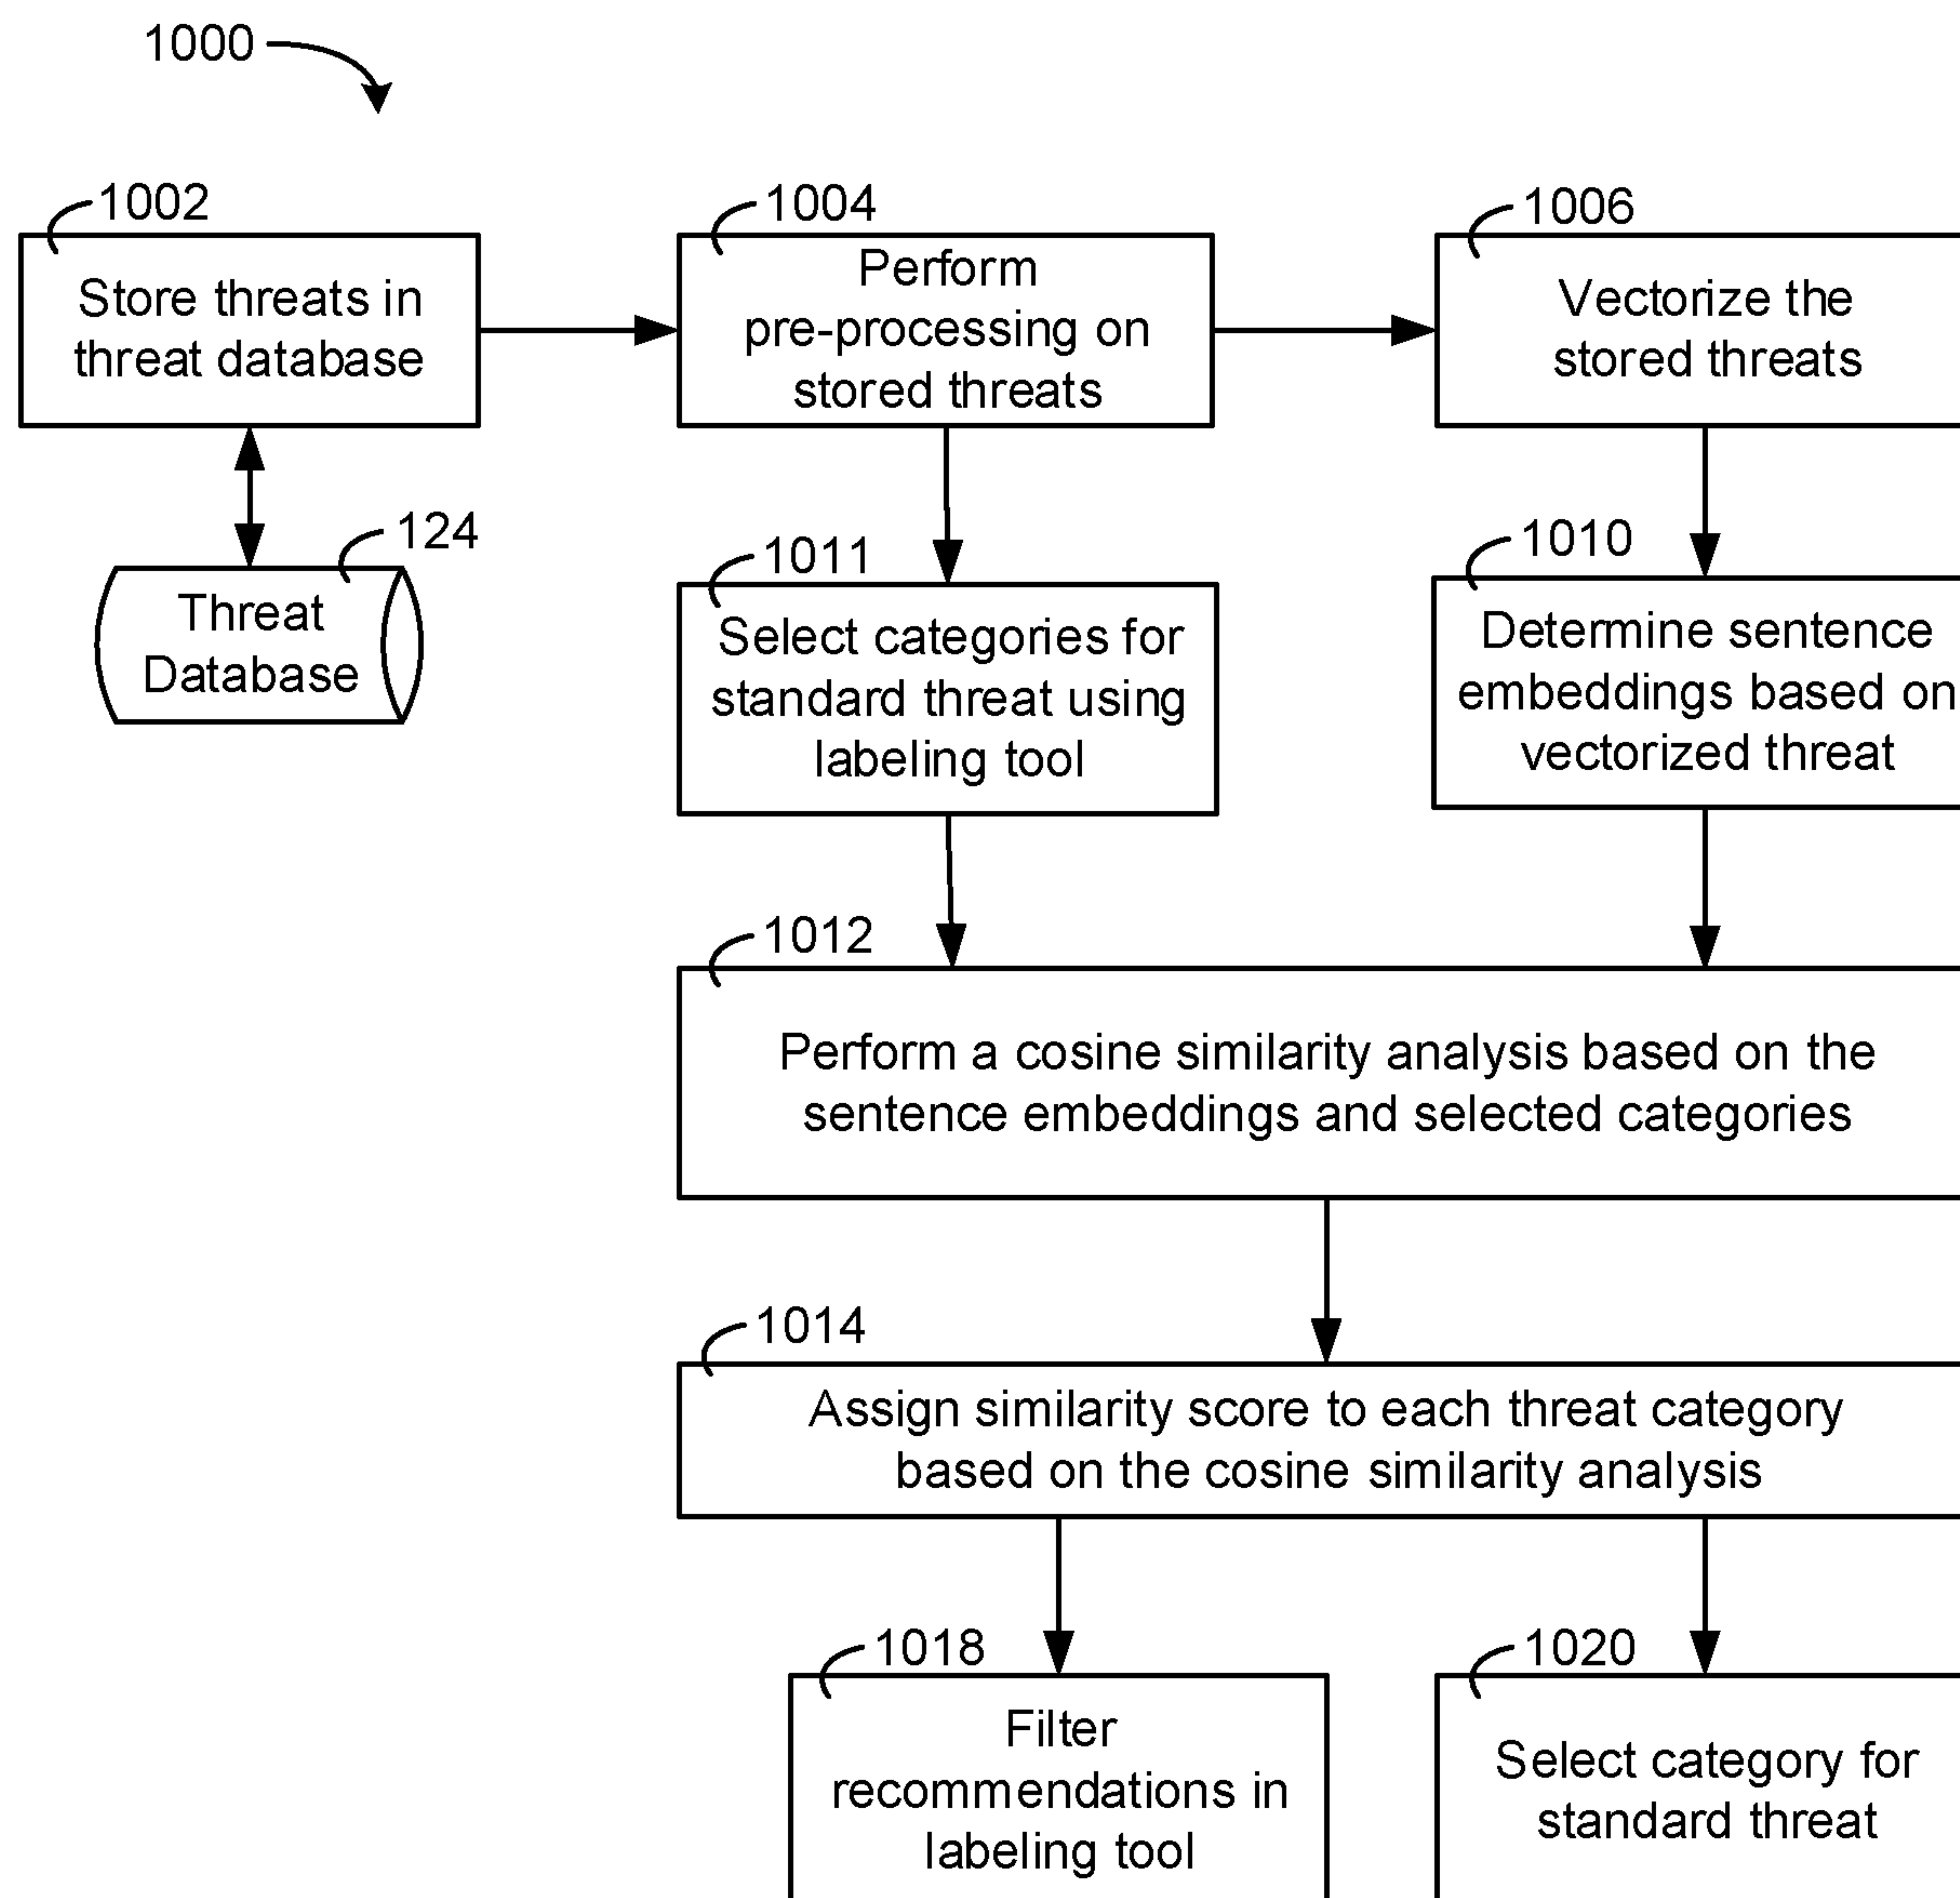 1000
1002
Store threats in
threat database
1004
Perform
pre-processing on
stored threats
1006
Vectorize the
stored threats
124
Threat
Database
1011
Select categories for
standard threat using
labeling tool
1010
Determine sentence
embeddings based on
vectorized threat
1012
Perform a cosine similarity analysis based on the
sentence embeddings and selected categories
1014
Assign similarity score to each threat category
based on the cosine similarity analysis
1018
Filter
recommendations in
labeling tool
1020
Select category for
standard threat